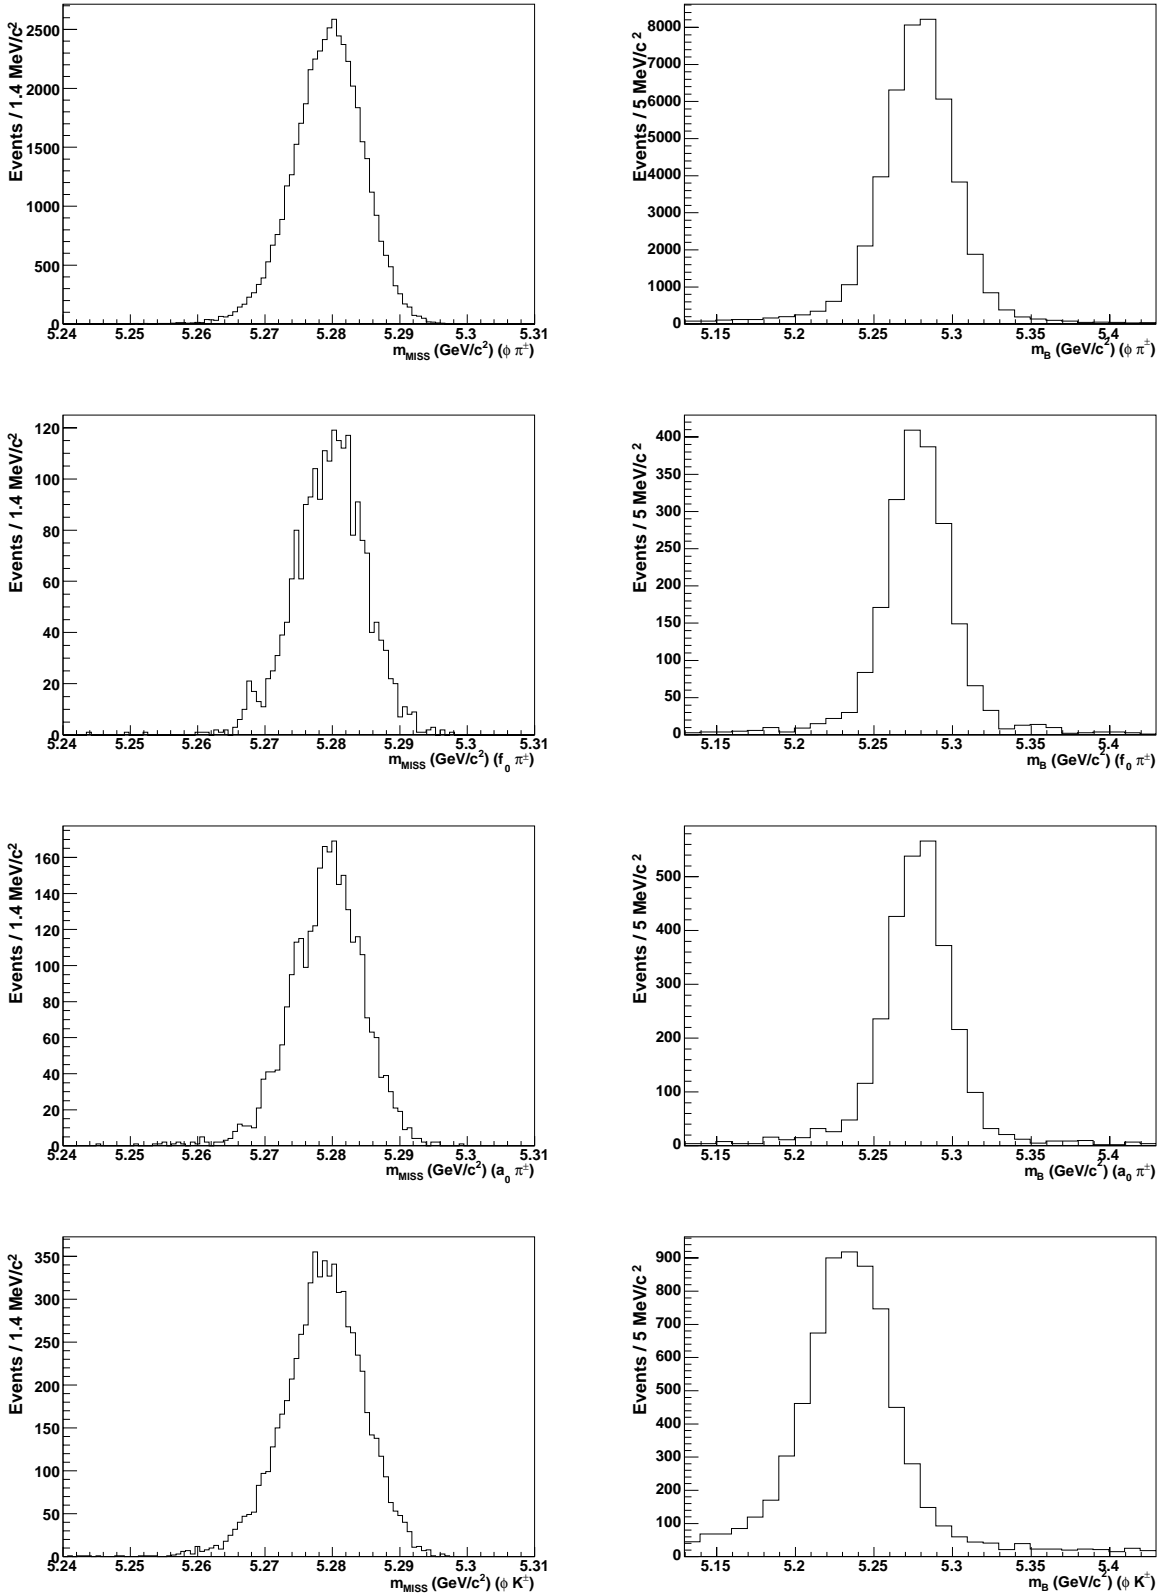 Events / 1.4 MeV/c²
2500
2000
1500
1000
500
0
5.24 5.25 5.26 5.27 5.28 5.29 5.3 5.31
m_MISS (GeV/c²) (ϕ π±)
Events / 5 MeV/c²
8000
7000
6000
5000
4000
3000
2000
1000
0
5.15 5.2 5.25 5.3 5.35 5.4
m_B (GeV/c²) (ϕ π±)
Events / 1.4 MeV/c²
120
100
80
60
40
20
0
5.24 5.25 5.26 5.27 5.28 5.29 5.3 5.31
m_MISS (GeV/c²) (f₀ π±)
Events / 5 MeV/c²
400
350
300
250
200
150
100
50
0
5.15 5.2 5.25 5.3 5.35 5.4
m_B (GeV/c²) (f₀ π±)
Events / 1.4 MeV/c²
160
140
120
100
80
60
40
20
0
5.24 5.25 5.26 5.27 5.28 5.29 5.3 5.31
m_MISS (GeV/c²) (a₀ π±)
Events / 5 MeV/c²
500
400
300
200
100
0
5.15 5.2 5.25 5.3 5.35 5.4
m_B (GeV/c²) (a₀ π±)
Events / 1.4 MeV/c²
350
300
250
200
150
100
50
0
5.24 5.25 5.26 5.27 5.28 5.29 5.3 5.31
m_MISS (GeV/c²) (ϕ K±)
Events / 5 MeV/c²
900
800
700
600
500
400
300
200
100
0
5.15 5.2 5.25 5.3 5.35 5.4
m_B (GeV/c²) (ϕ K±)